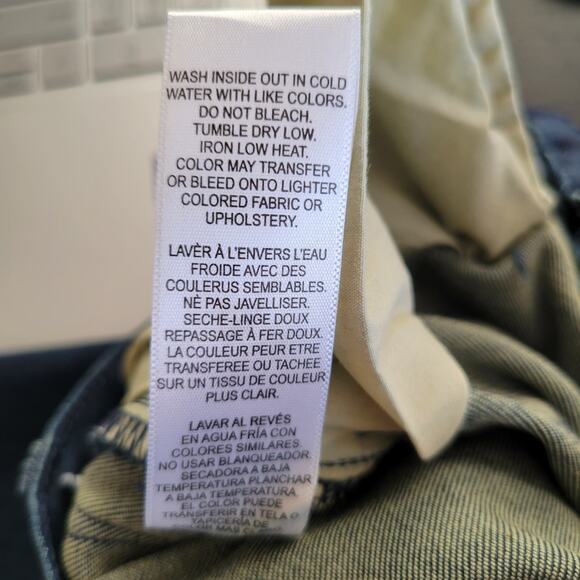 WASH INSIDE OUT IN COLD
WATER WITH LIKE COLORS.
DO NOT BLEACH.
TUMBLE DRY LOW.
IRON LOW HEAT.
COLOR MAY TRANSFER
OR BLEED ONTO LIGHTER
COLORED FABRIC OR
UPHOLSTERY.
LAVÈR À L'ENVERS L'EAU
FROIDE AVEC DES
COULERUS SEMBLABLES.
NÈ PAS JAVELLISER.
SECHE-LINGE DOUX
REPASSAGE À FER DOUX.
LA COULEUR PEUR ETRE
TRANSFEREE OU TACHEE
SUR UN TISSU DE COULEUR
PLUS CLAIR.
LAVAR AL REVÉS
EN AGUA FRÍA CON
COLORES SIMILARES.
NO USAR BLANQUEADOR.
SECADORA A BAJA
TEMPERATURA PLANCHAR
A BAJA TEMPERATURA.
EL COLOR PUEDE
TRANSFERIR EN TELA O
TAPICERÍA DE
COLOR MAS